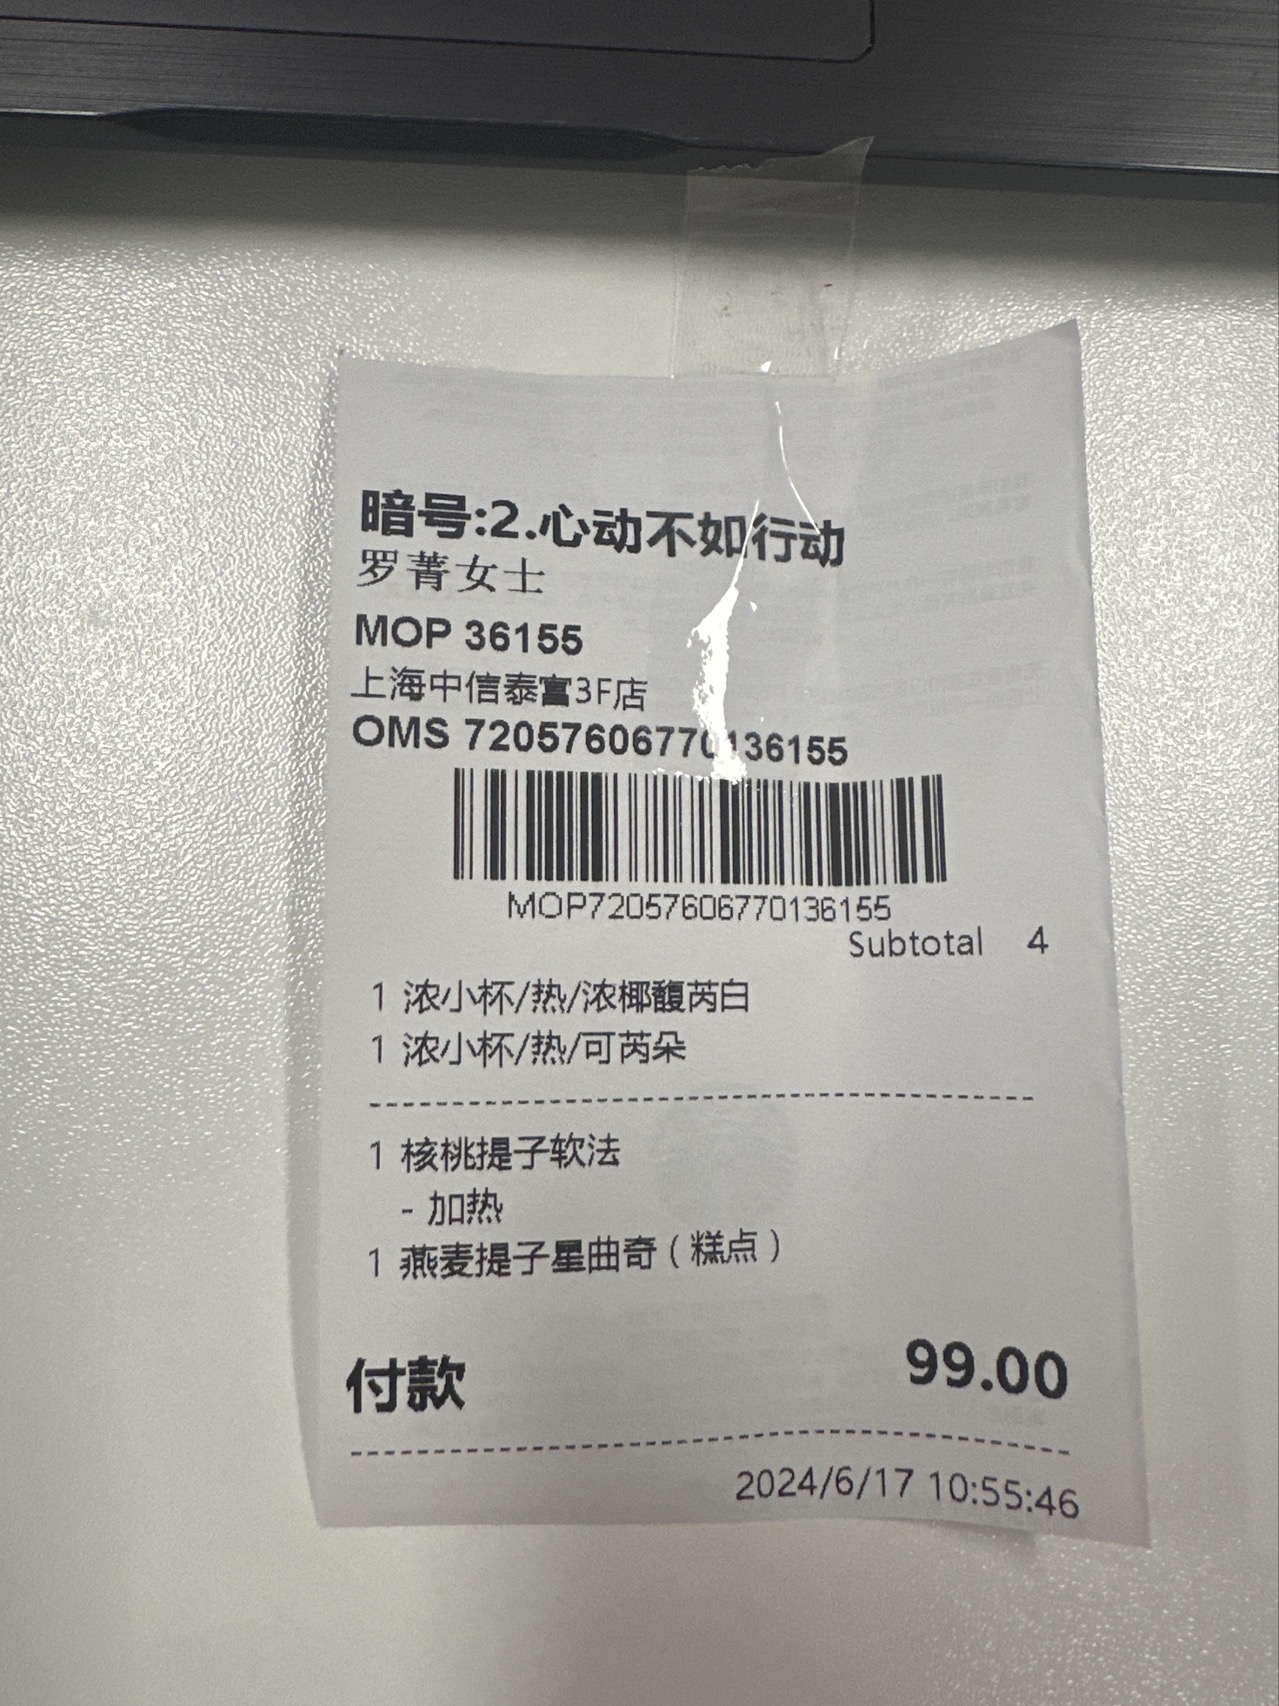 暗号:2.心动不如行动
罗菁女士
MOP 36155
上海中信泰富3F店
OMS 72057606770136155
MOP72057606770136155
Subtotal 4
1 浓小杯/热/浓椰馥芮白
1 浓小杯/热/可芮朵
1 核桃提子软法
- 加热
1 燕麦提子星曲奇（糕点）
付款 99.00
2024/6/17 10:55:46